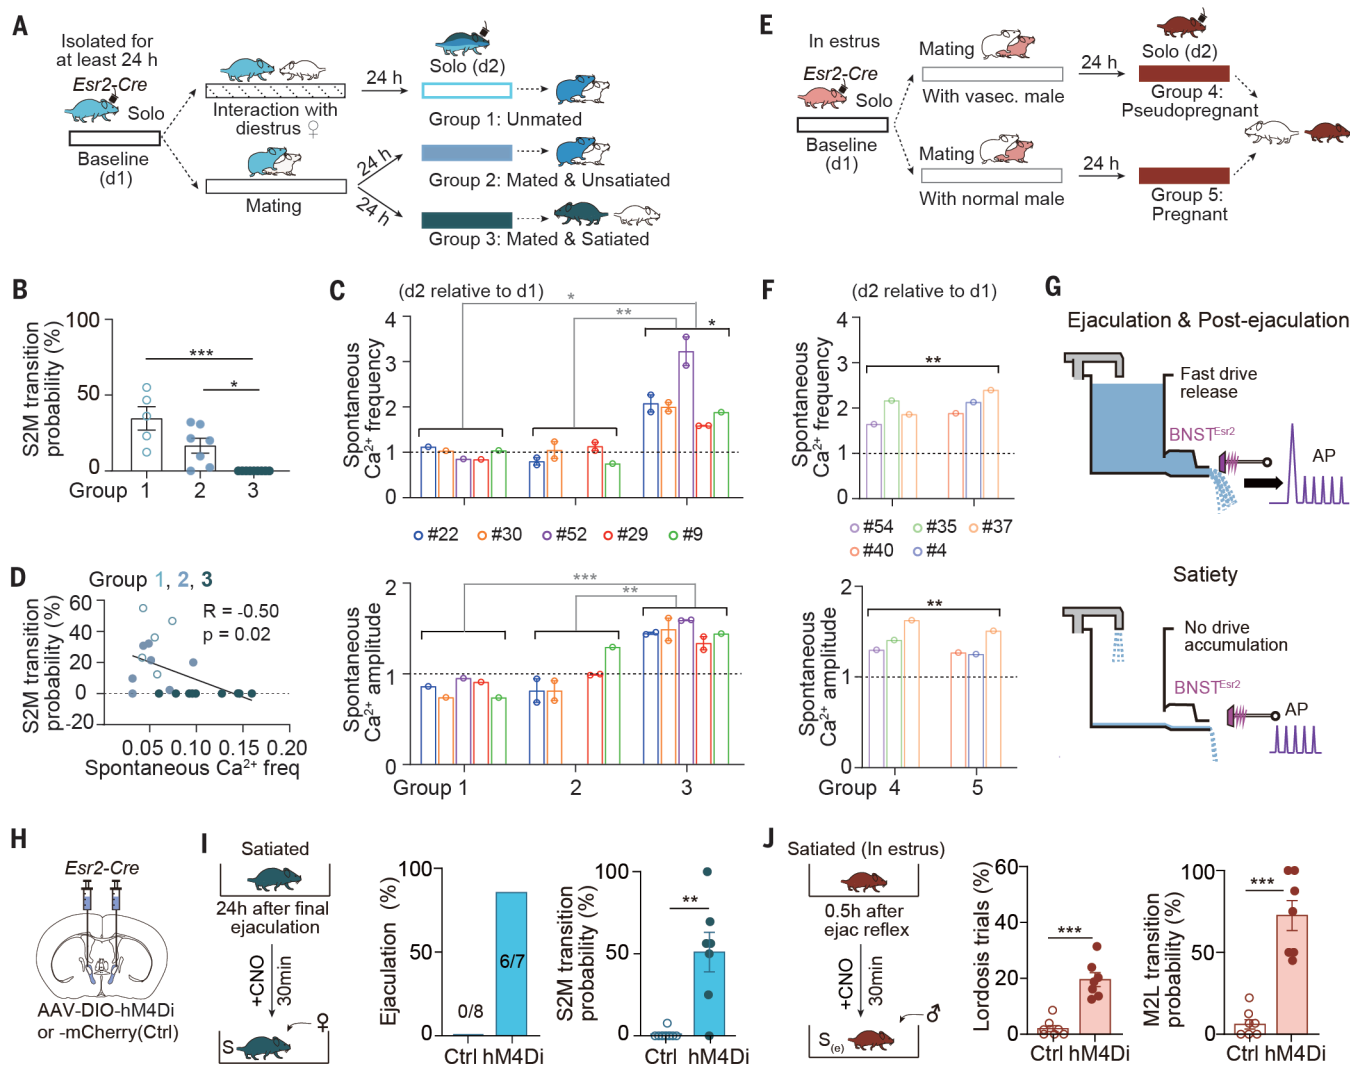 A
Isolated for
at least 24 h
Esr2-Cre
Solo
Baseline
(d1)
Interaction with
diestrus ♀
Mating
24 h
24 h
24 h
Solo (d2)
Group 1: Unmated
Group 2: Mated & Unsatiated
Group 3: Mated & Satiated
E
In estrus
Esr2-Cre
Solo
Baseline
(d1)
Mating
With vasec. male
Mating
With normal male
24 h
24 h
Solo (d2)
Group 4:
Pseudopregnant
Group 5:
Pregnant
B
S2M transition
probability (%)
100
50
0
***
*
Group 1 2 3
C
(d2 relative to d1)
Spontaneous
Ca2+ frequency
4
3
2
1
0
*
**
*
#22 #30 #52 #29 #9
Spontaneous
Ca2+ amplitude
2
1
0
***
**
Group 1 2 3
D
Group 1, 2, 3
S2M transition
probability (%)
60
40
20
0
-20
R = -0.50
p = 0.02
0.05 0.10 0.15 0.20
Spontaneous Ca2+ freq
F
(d2 relative to d1)
Spontaneous
Ca2+ frequency
4
3
2
1
0
**
#54 #35 #37
#40 #4
Spontaneous
Ca2+ amplitude
2
1
0
**
Group 4 5
G
Ejaculation & Post-ejaculation
Fast drive
release
BNSTEsr2
AP
Satiety
No drive
accumulation
BNSTEsr2
AP
H
Esr2-Cre
AAV-DIO-hM4Di
or -mCherry(Ctrl)
I
Satiated
24h after final
ejaculation
+CNO
30min
♀
S
Ejaculation (%)
100
50
0
0/8
6/7
Ctrl hM4Di
S2M transition
probability (%)
100
50
0
**
Ctrl hM4Di
J
Satiated (In estrus)
0.5h after
ejac reflex
+CNO
30min
♂
S(e)
Lordosis trials (%)
60
40
20
0
***
Ctrl hM4Di
M2L transition
probability (%)
100
50
0
***
Ctrl hM4Di